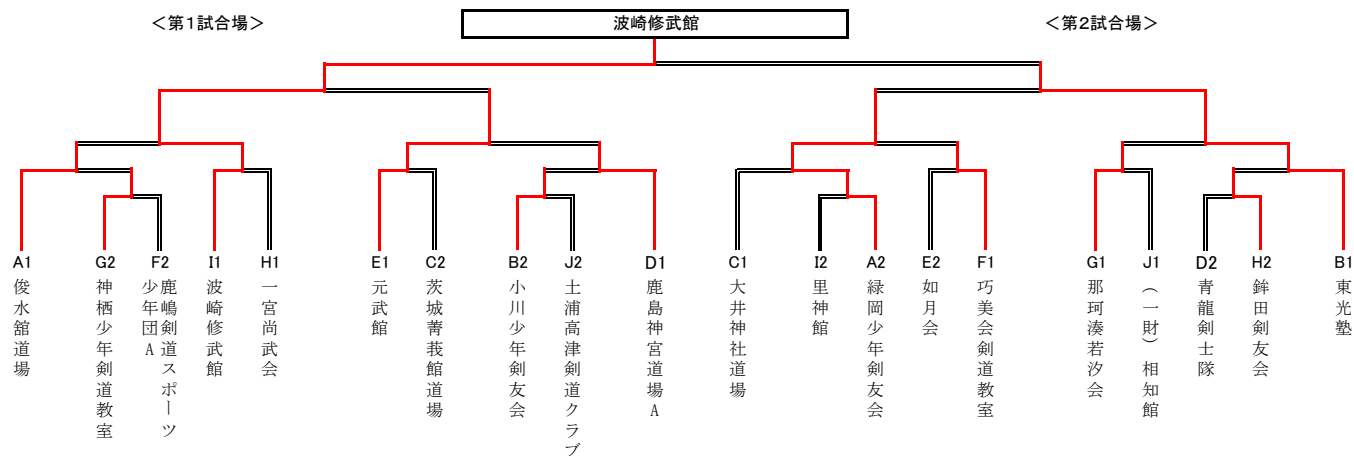 ＜第1試合場＞
波崎修武館
＜第2試合場＞
A1
G2
F2
I1
H1
E1
C2
B2
J2
D1
C1
I2
A2
E2
F1
G1
J1
D2
H2
B1
俊水舘道場
神栖少年剣道教室
鹿嶋剣道スポーツ
少年団A
波崎修武館
一宮尚武会
元武館
茨城菁莪館道場
小川少年剣友会
土浦高津剣道クラブ
鹿島神宮道場A
大井神社道場
里神館
緑岡少年剣友会
如月会
巧美会剣道教室
那珂湊若汐会
（一財）相知館
青龍剣士隊
鉾田剣友会
東光塾